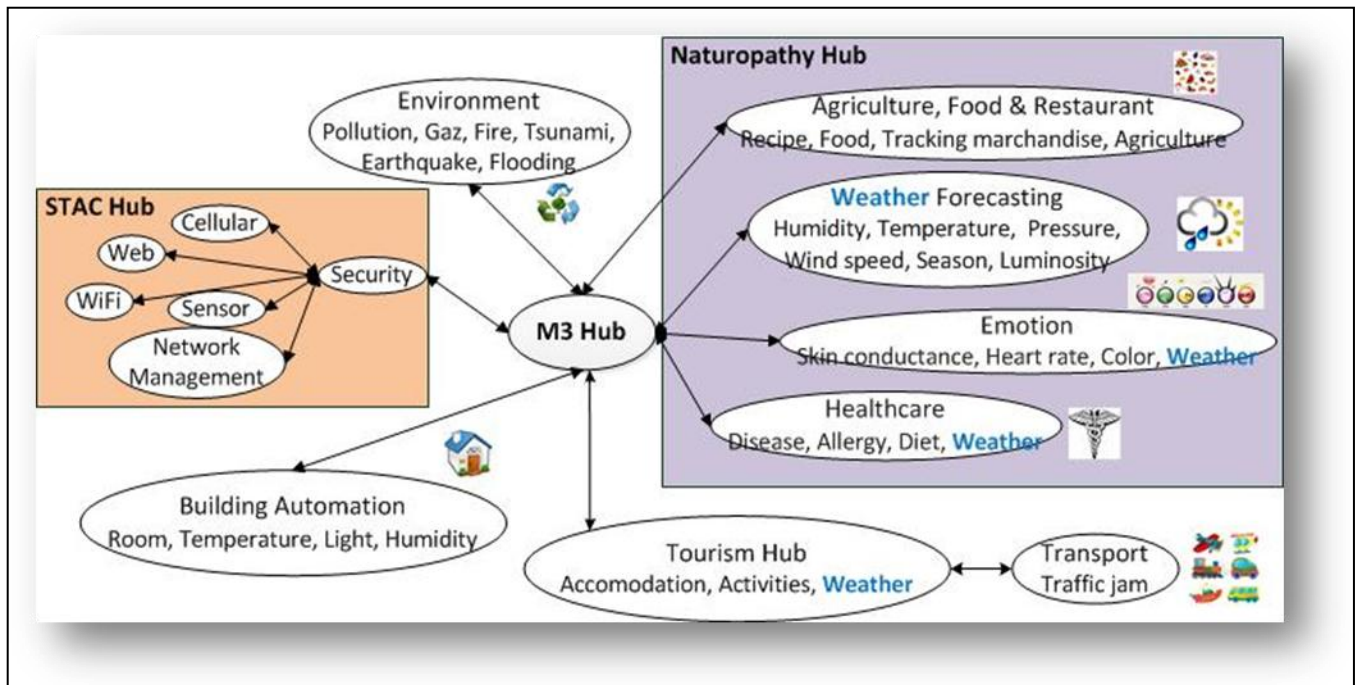 Naturopathy Hub
Environment
Pollution, Gaz, Fire, Tsunami,
Earthquake, Flooding
Agriculture, Food & Restaurant
Recipe, Food, Tracking marchandise, Agriculture
STAC Hub
Cellular
Web
WiFi
Sensor
Network
Management
Security
M3 Hub
Weather Forecasting
Humidity, Temperature, Pressure,
Wind speed, Season, Luminosity
Emotion
Skin conductance, Heart rate, Color, Weather
Healthcare
Disease, Allergy, Diet, Weather
Building Automation
Room, Temperature, Light, Humidity
Tourism Hub
Accomodation, Activities, Weather
Transport
Traffic jam